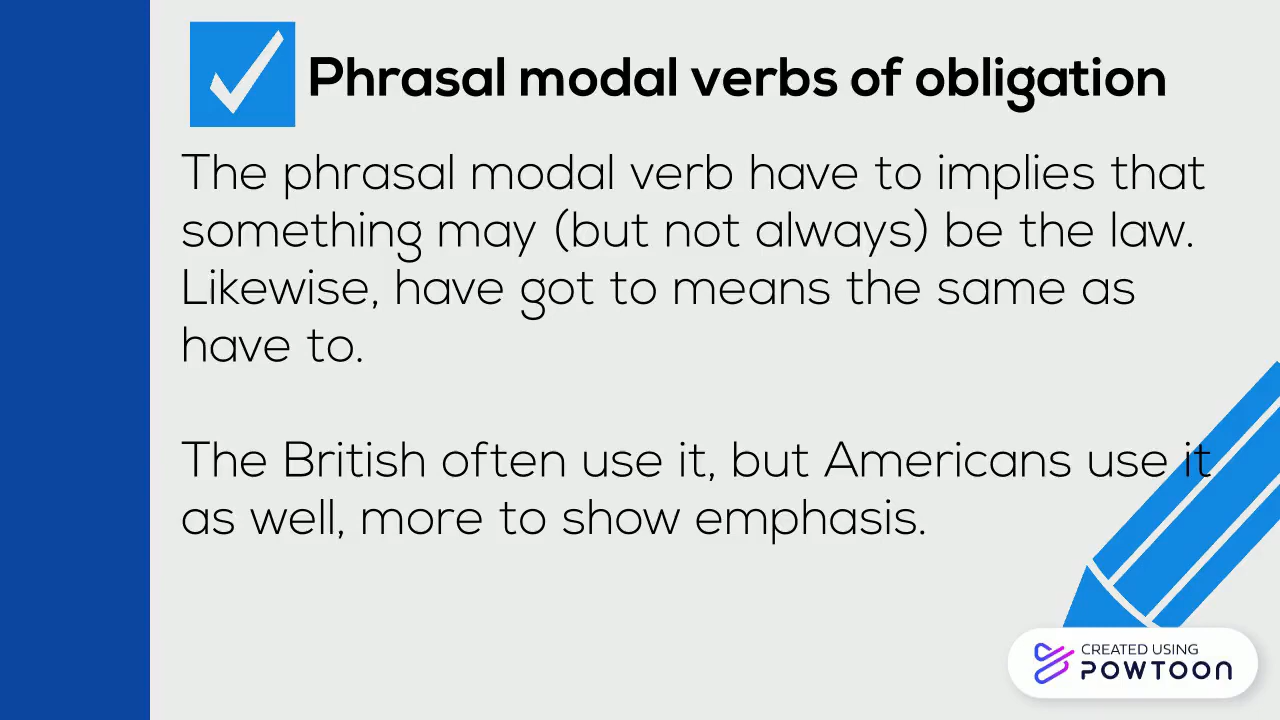 Phrasal modal verbs of obligation
The phrasal modal verb have to implies that
something may (but not always) be the law.
Likewise, have got to means the same as
have to.
The British often use it, but Americans use it
as well, more to show emphasis.
CREATED USING
POWTOON